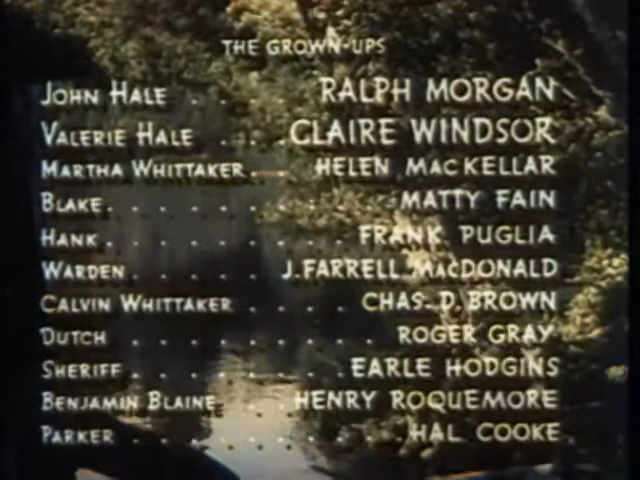 THE GROWN-UPS
JOHN HALE . . . RALPH MORGAN
VALERIE HALE . . . CLAIRE WINDSOR
MARTHA WHITTAKER . . HELEN MACKELLAR
BLAKE . . . . . . . . . MATTY FAIN
HANK . . . . . . . . FRANK PUGLIA
WARDEN . . . . . J. FARRELL MACDONALD
CALVIN WHITTAKER . . . . CHAS. D. BROWN
DUTCH . . . . . . . . . ROGER GRAY
SHERIFF . . . . . . . EARLE HODGINS
BENJAMIN BLAINE . . HENRY ROQUEMORE
PARKER . . . . . . . . . HAL COOKE